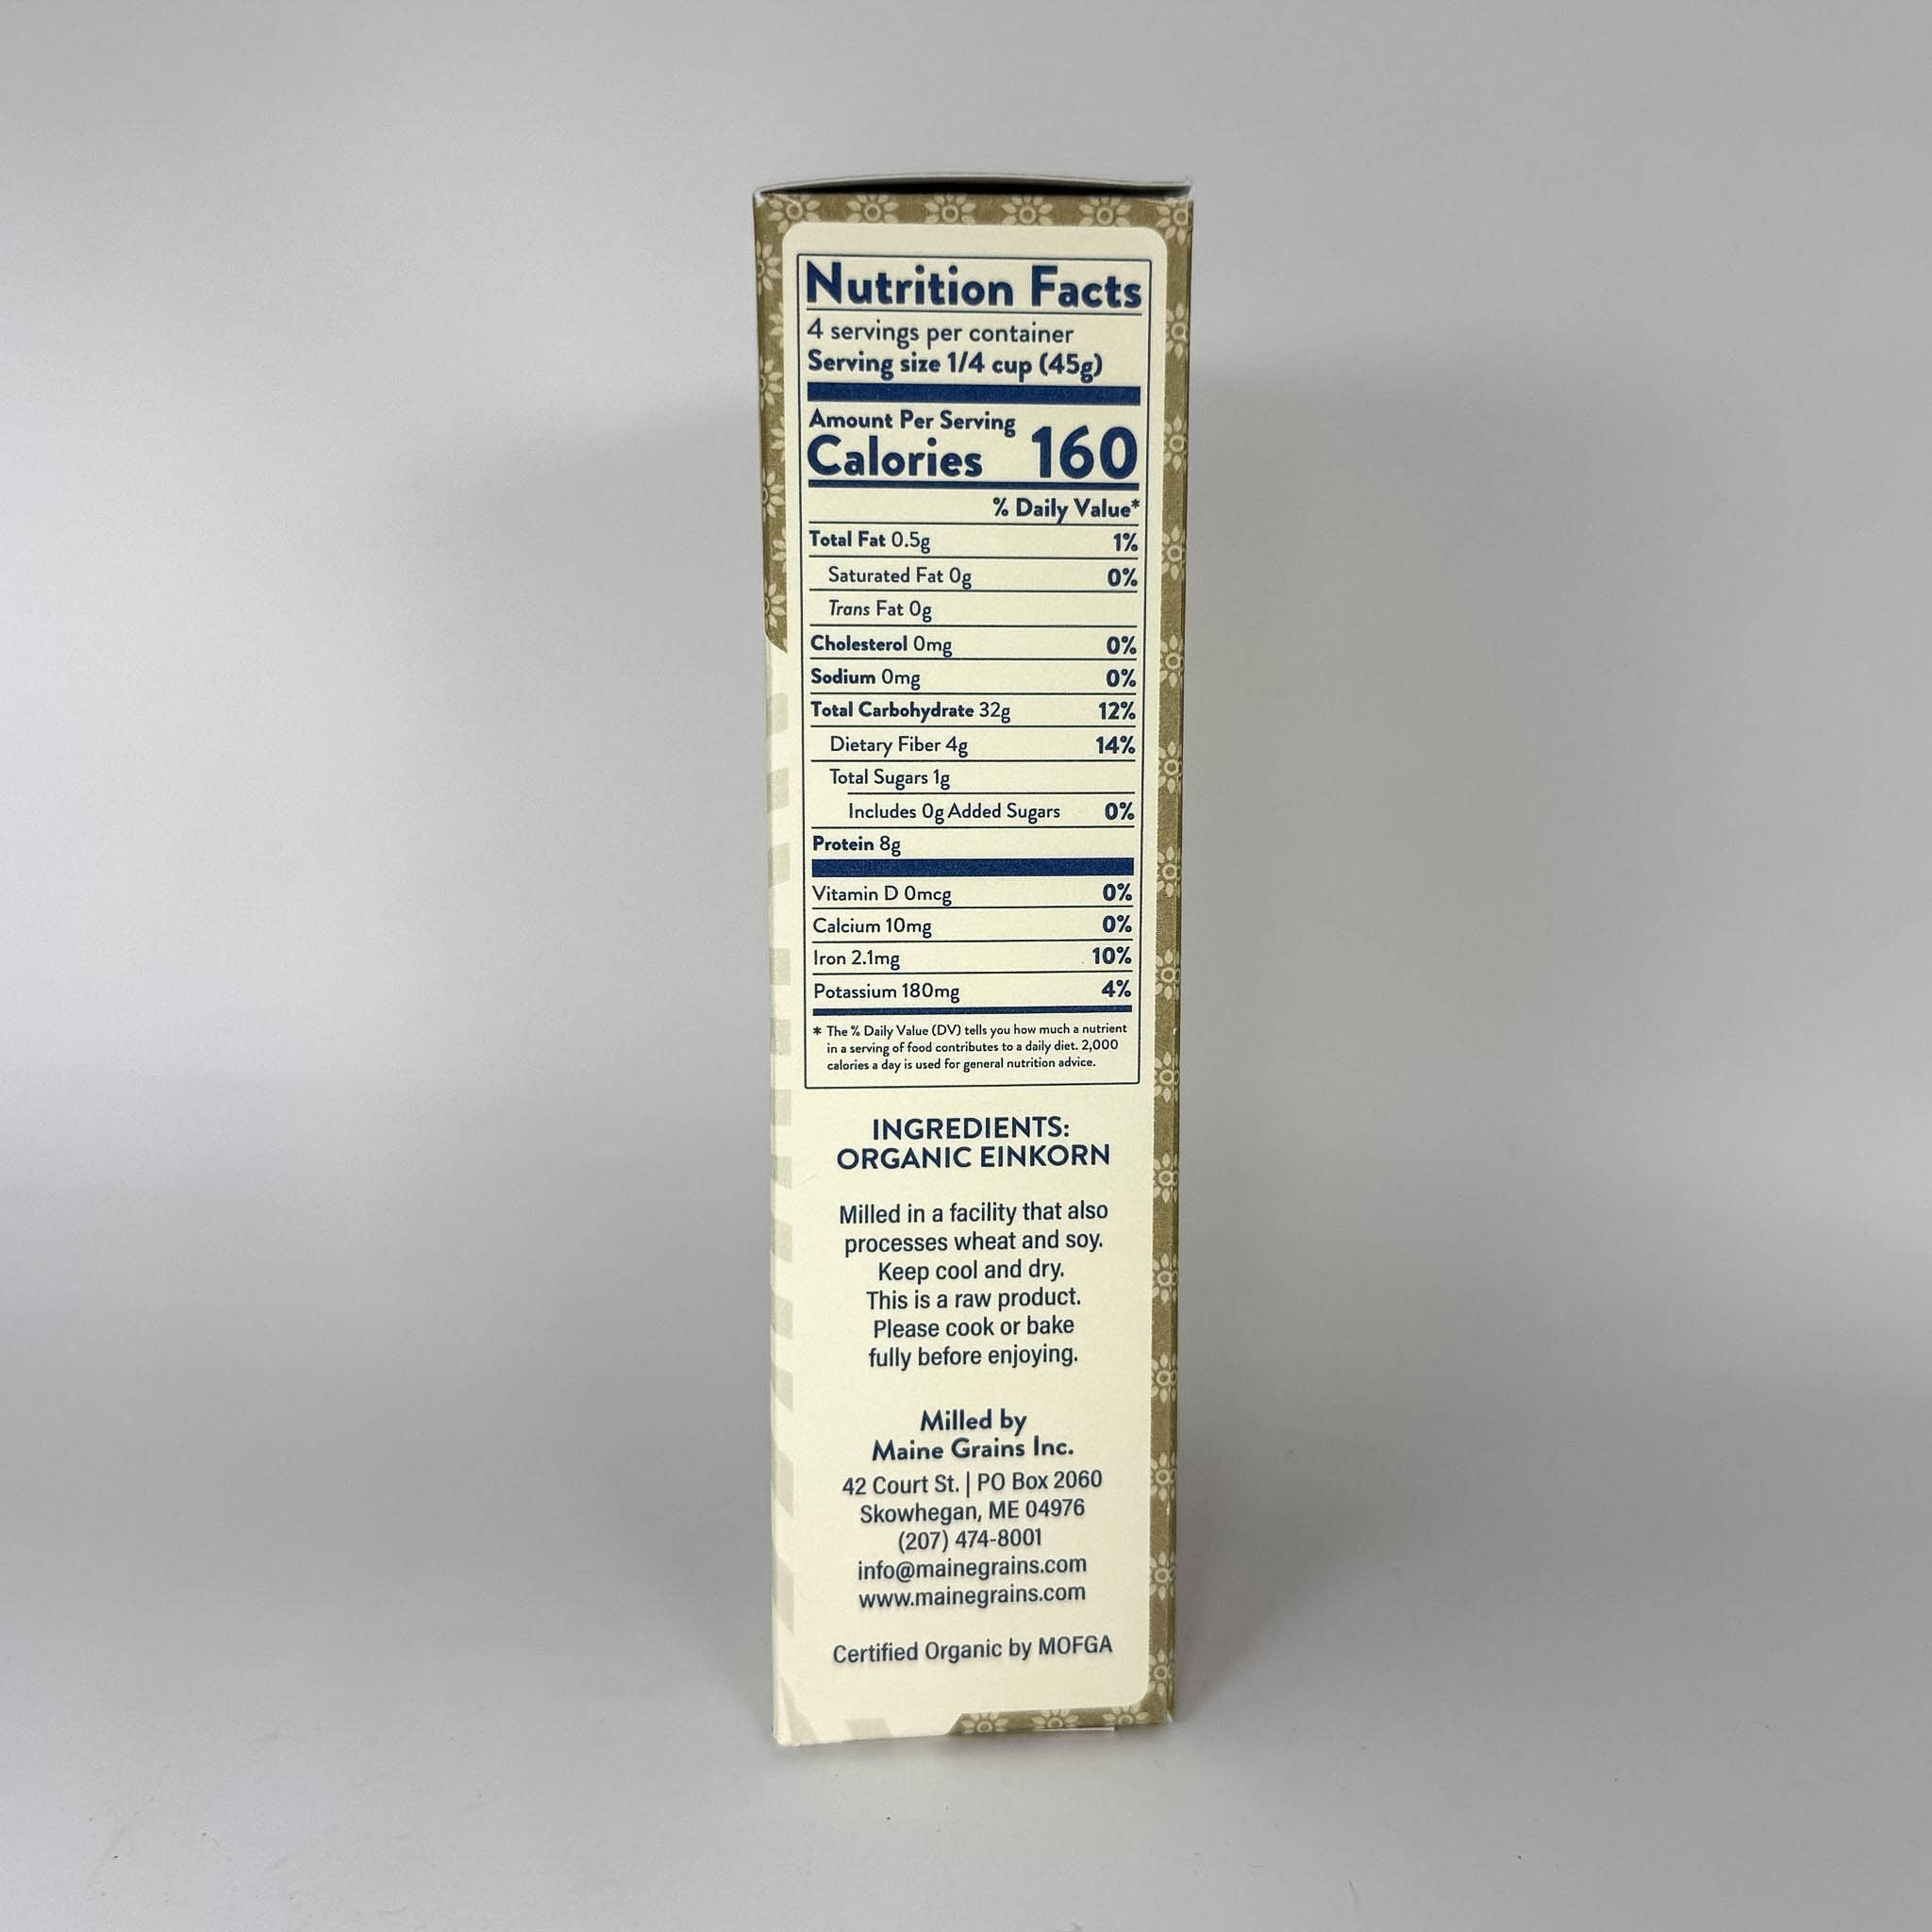 Nutrition Facts
4 servings per container
Serving size 1/4 cup (45g)
Amount Per Serving
Calories 160
% Daily Value*
Total Fat 0.5g 1%
Saturated Fat 0g 0%
Trans Fat 0g
Cholesterol 0mg 0%
Sodium 0mg 0%
Total Carbohydrate 32g 12%
Dietary Fiber 4g 14%
Total Sugars 1g
Includes 0g Added Sugars 0%
Protein 8g
Vitamin D 0mcg 0%
Calcium 10mg 0%
Iron 2.1mg 10%
Potassium 180mg 4%
* The % Daily Value (DV) tells you how much a nutrient
in a serving of food contributes to a daily diet. 2,000
calories a day is used for general nutrition advice.
INGREDIENTS:
ORGANIC EINKORN
Milled in a facility that also
processes wheat and soy.
Keep cool and dry.
This is a raw product.
Please cook or bake
fully before enjoying.
Milled by
Maine Grains Inc.
42 Court St. | PO Box 2060
Skowhegan, ME 04976
(207) 474-8001
info@mainegrains.com
www.mainegrains.com
Certified Organic by MOFGA